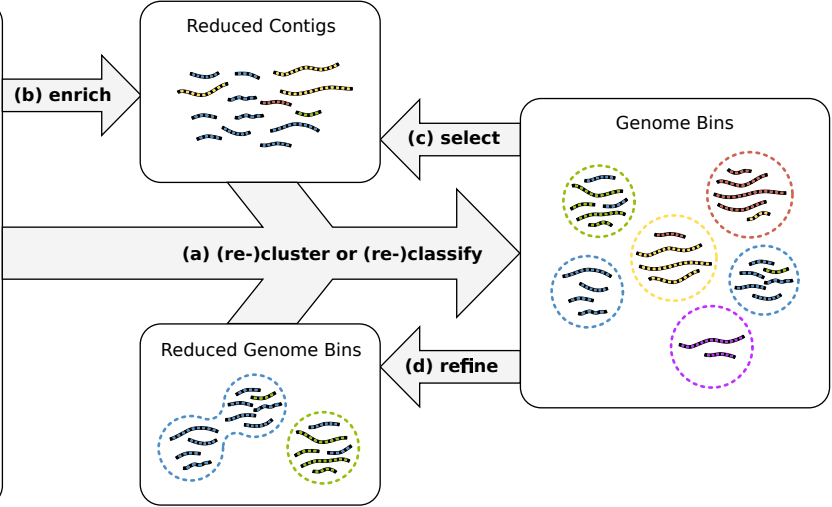 Reduced Contigs
(b) enrich
(c) select
Genome Bins
(a) (re-)cluster or (re-)classify
Reduced Genome Bins
(d) refine